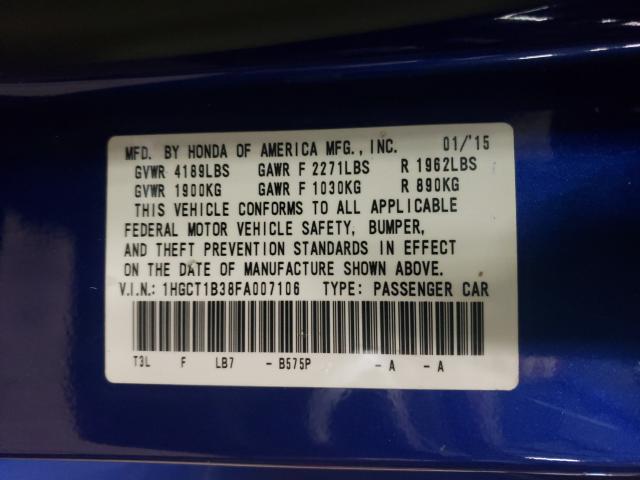 MFD. BY HONDA OF AMERICA MFG., INC. 01/'15
GVWR 4189LBS GAWR F 2271LBS R 1962LBS
GVWR 1900KG GAWR F 1030KG R 890KG
THIS VEHICLE CONFORMS TO ALL APPLICABLE
FEDERAL MOTOR VEHICLE SAFETY, BUMPER,
AND THEFT PREVENTION STANDARDS IN EFFECT
ON THE DATE OF MANUFACTURE SHOWN ABOVE.
V.I.N.: 1HGCT1B38FA007106 TYPE: PASSENGER CAR
T3L F LB7 - B575P - A - A